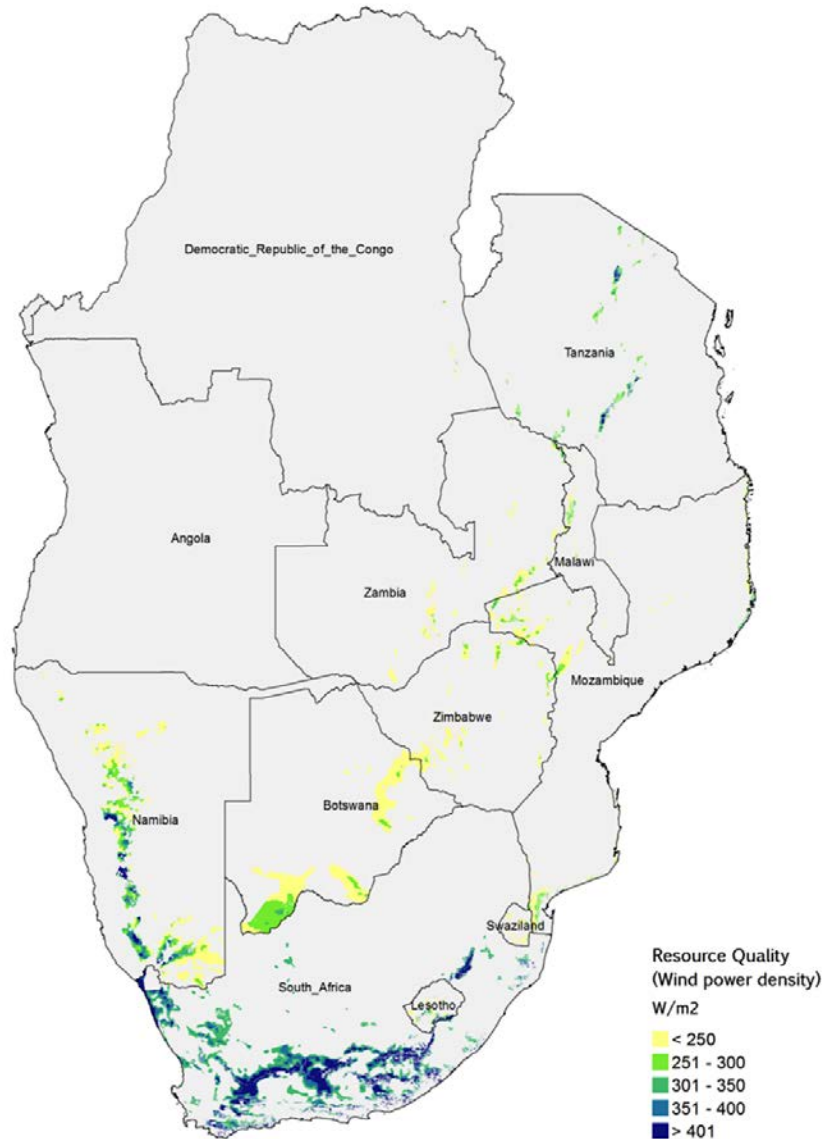 Democratic_Republic_of_the_Congo
Tanzania
Angola
Malawi
Zambia
Mozambique
Zimbabwe
Botswana
Namibia
Swaziland
South_Africa
Lesotho
Resource Quality
(Wind power density)
W/m2
< 250
251 - 300
301 - 350
351 - 400
> 401